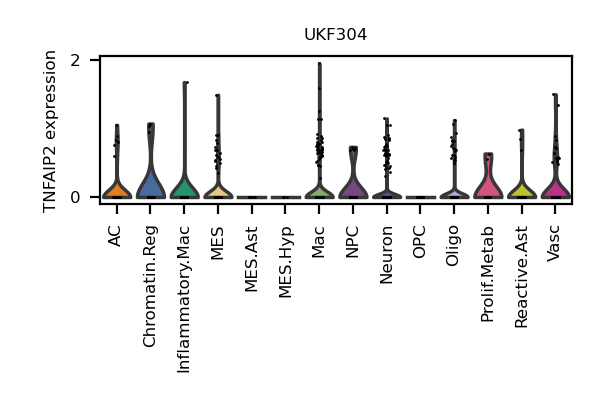 UKF304
TNFAIP2 expression
2
0
AC
Chromatin.Reg
Inflammatory.Mac
MES
MES.Ast
MES.Hyp
Mac
NPC
Neuron
OPC
Oligo
Prolif.Metab
Reactive.Ast
Vasc